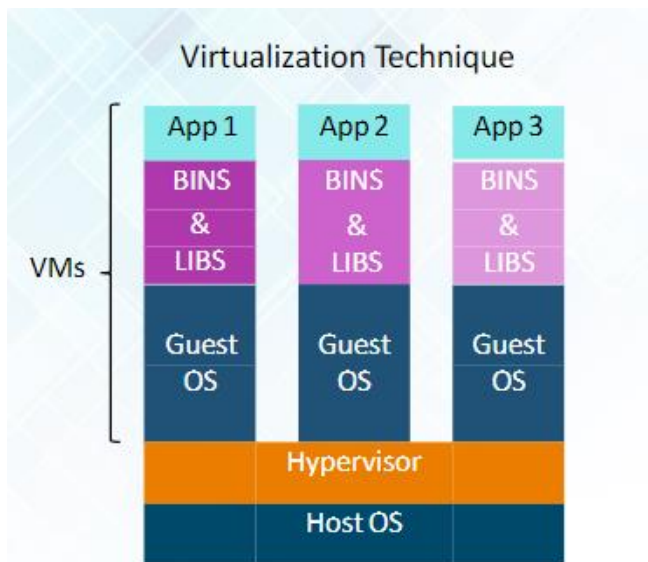 Virtualization Technique
App 1
App 2
App 3
BINS
&
LIBS
BINS
&
LIBS
BINS
&
LIBS
VMs
Guest
OS
Guest
OS
Guest
OS
Hypervisor
Host OS